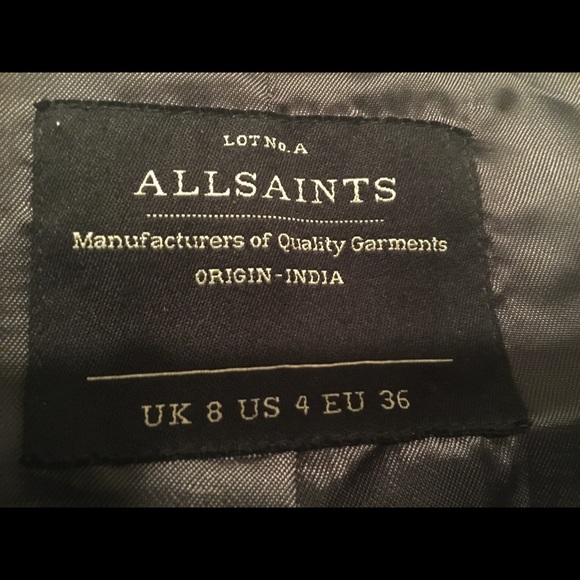 LOT No. A
ALLSAINTS
Manufacturers of Quality Garments
ORIGIN-INDIA
UK 8 US 4 EU 36